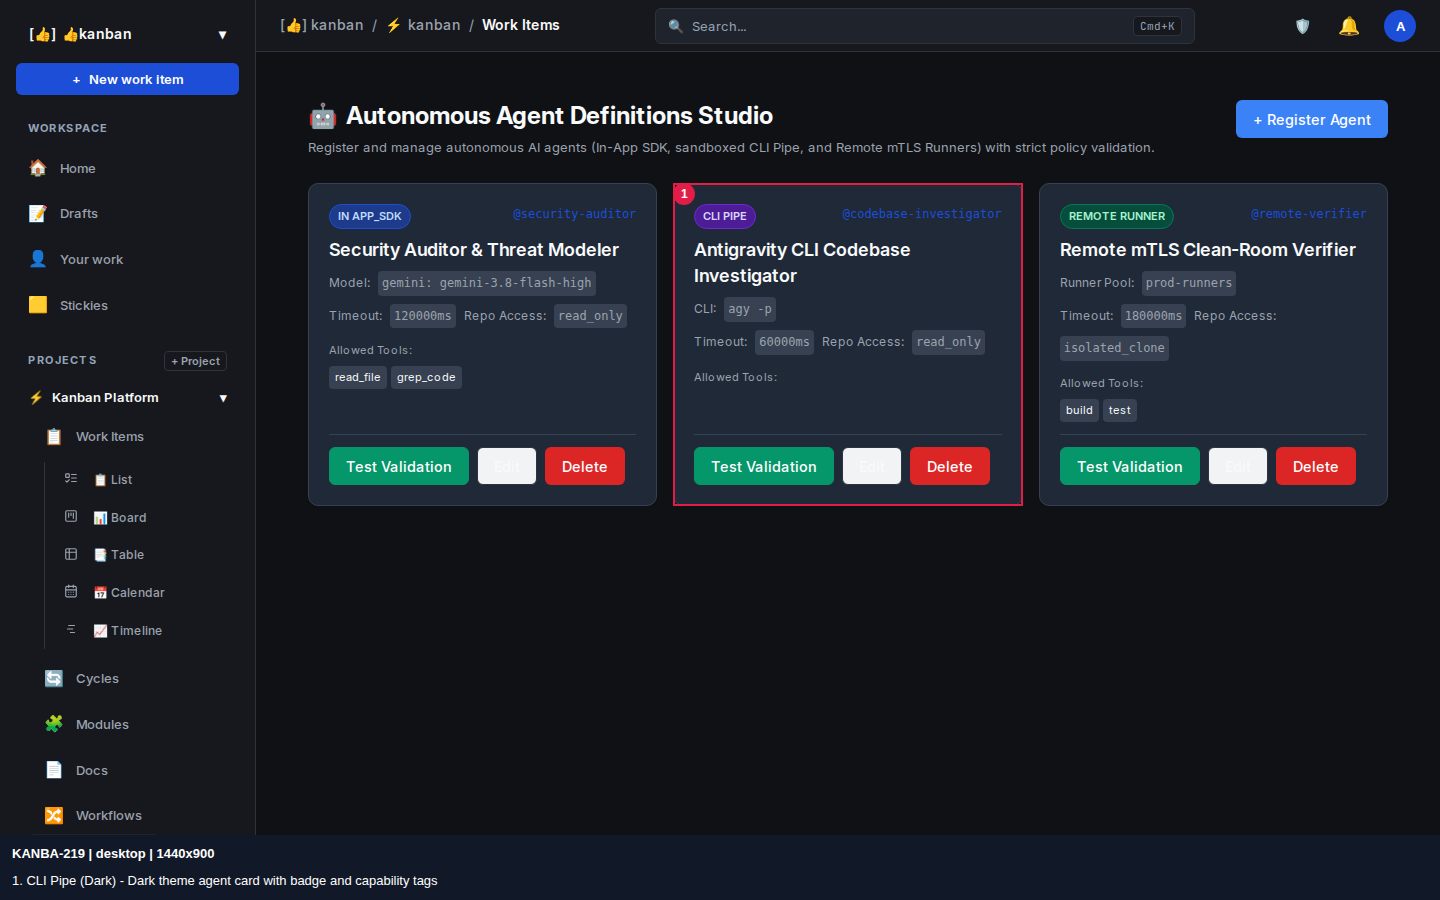 [👍] 👍kanban ▼
+ New work item
WORKSPACE
🏠 Home
📝 Drafts
👤 Your work
🟨 Stickies
PROJECTS + Project
⚡ Kanban Platform ▼
📋 Work Items
📋 List
📊 Board
📑 Table
📅 Calendar
📈 Timeline
🔄 Cycles
🧩 Modules
📄 Docs
🔀 Workflows
[👍] kanban / ⚡ kanban / Work Items
🔍 Search... Cmd+K
🛡️ 🔔 A
🤖 Autonomous Agent Definitions Studio
Register and manage autonomous AI agents (In-App SDK, sandboxed CLI Pipe, and Remote mTLS Runners) with strict policy validation.
+ Register Agent
IN APP_SDK @security-auditor
Security Auditor & Threat Modeler
Model: gemini: gemini-3.8-flash-high
Timeout: 120000ms Repo Access: read_only
Allowed Tools:
read_file grep_code
Test Validation Edit Delete
1
CLI PIPE @codebase-investigator
Antigravity CLI Codebase
Investigator
CLI: agy -p
Timeout: 60000ms Repo Access: read_only
Allowed Tools:
Test Validation Edit Delete
REMOTE RUNNER @remote-verifier
Remote mTLS Clean-Room Verifier
Runner Pool: prod-runners
Timeout: 180000ms Repo Access:
isolated_clone
Allowed Tools:
build test
Test Validation Edit Delete
KANBA-219 | desktop | 1440x900
1. CLI Pipe (Dark) - Dark theme agent card with badge and capability tags